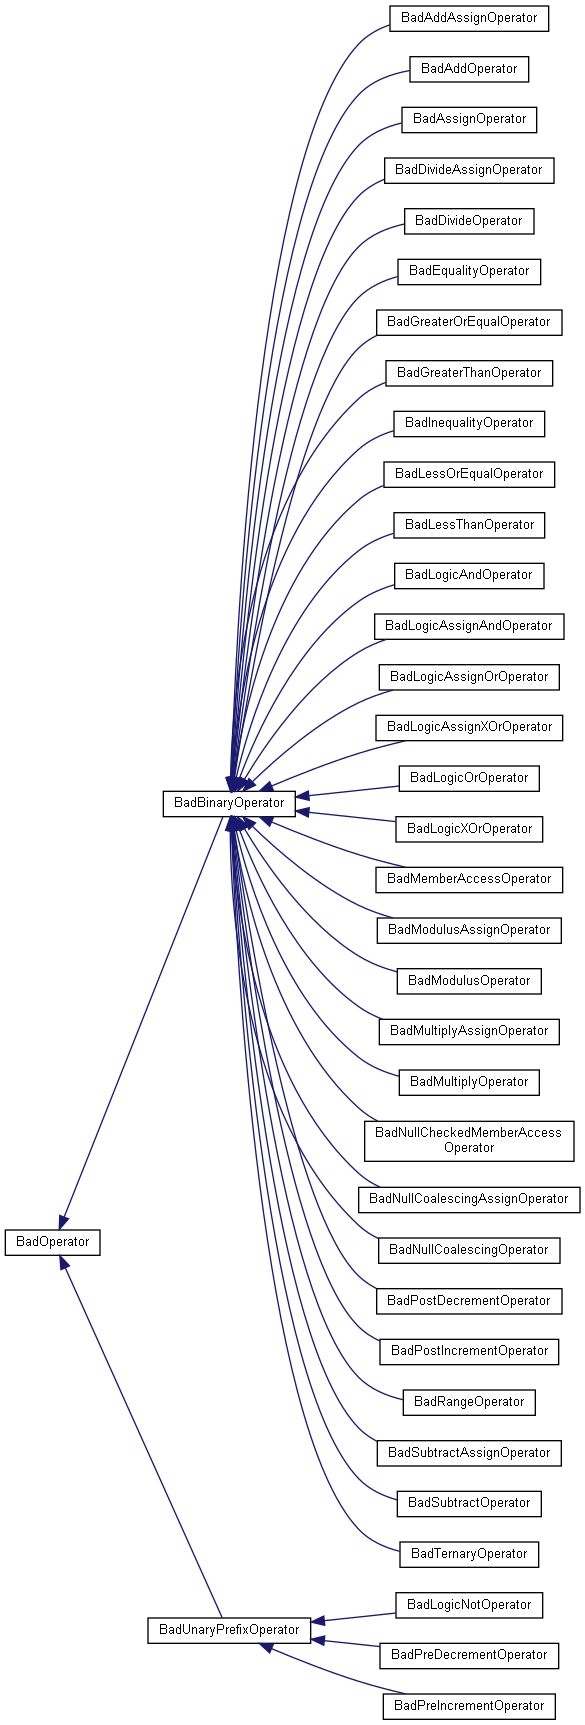 BadAddAssignOperator
BadAddOperator
BadAssignOperator
BadDivideAssignOperator
BadDivideOperator
BadEqualityOperator
BadGreaterOrEqualOperator
BadGreaterThanOperator
BadInequalityOperator
BadLessOrEqualOperator
BadLessThanOperator
BadLogicAndOperator
BadLogicAssignAndOperator
BadLogicAssignOrOperator
BadLogicAssignXOrOperator
BadLogicOrOperator
BadBinaryOperator
BadLogicXOrOperator
BadMemberAccessOperator
BadModulusAssignOperator
BadModulusOperator
BadMultiplyAssignOperator
BadMultiplyOperator
BadNullCheckedMemberAccess
Operator
BadNullCoalescingAssignOperator
BadOperator
BadNullCoalescingOperator
BadPostDecrementOperator
BadPostIncrementOperator
BadRangeOperator
BadSubtractAssignOperator
BadSubtractOperator
BadTernaryOperator
BadLogicNotOperator
BadUnaryPrefixOperator
BadPreDecrementOperator
BadPreIncrementOperator